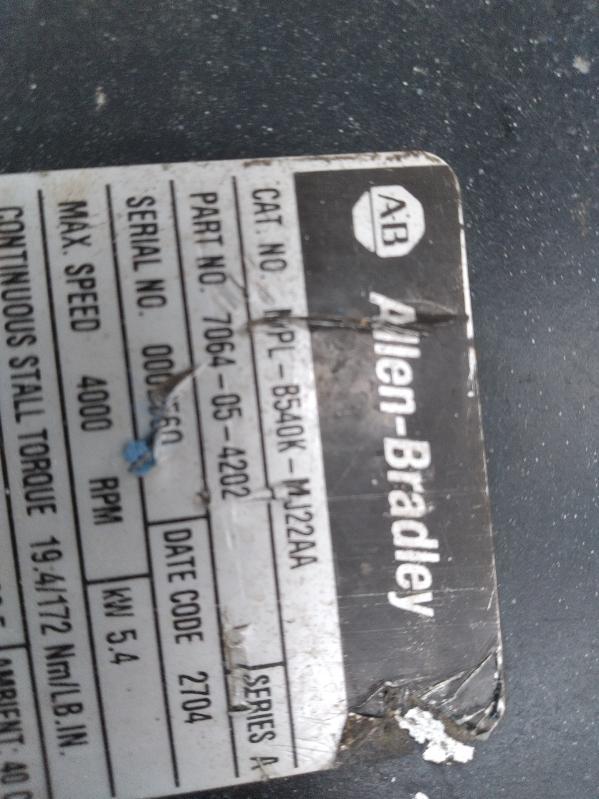 A-B Allen-Bradley
CAT. NO. MPL-B540K-MJ22AA
PART NO. 7064-05-4202 SERIES A
SERIAL NO. DATE CODE 2704
MAX. SPEED 4000 RPM KW 5.4
CONTINUOUS STALL TORQUE 19.4/172 Nm/LB.IN.
AMBIENT: 40